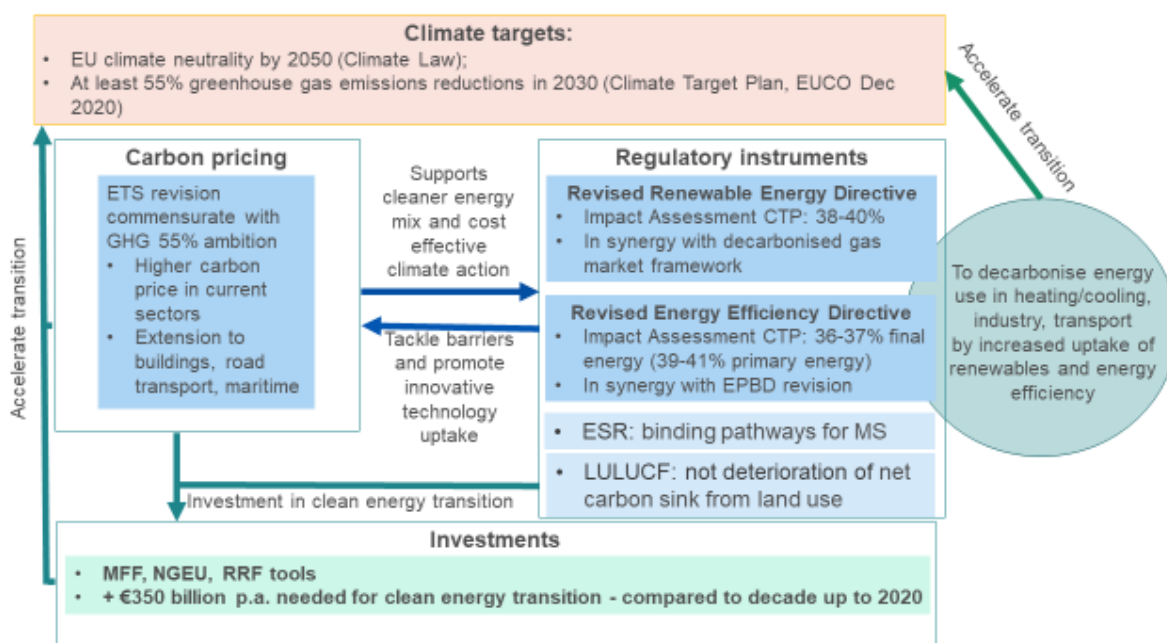 Climate targets:
• EU climate neutrality by 2050 (Climate Law);
• At least 55% greenhouse gas emissions reductions in 2030 (Climate Target Plan, EUCO Dec
2020)
Accelerate transition
Accelerate transition
Carbon pricing
ETS revision
commensurate with
GHG 55% ambition
• Higher carbon
price in current
sectors
• Extension to
buildings, road
transport, maritime
Supports
cleaner energy
mix and cost
effective
climate action
Tackle barriers
and promote
innovative
technology
uptake
Regulatory instruments
Revised Renewable Energy Directive
• Impact Assessment CTP: 38-40%
• In synergy with decarbonised gas
market framework
Revised Energy Efficiency Directive
• Impact Assessment CTP: 36-37% final
energy (39-41% primary energy)
• In synergy with EPBD revision
• ESR: binding pathways for MS
• LULUCF: not deterioration of net
carbon sink from land use
To decarbonise energy
use in heating/cooling,
industry, transport
by increased uptake of
renewables and energy
efficiency
Investment in clean energy transition
Investments
• MFF, NGEU, RRF tools
• + €350 billion p.a. needed for clean energy transition - compared to decade up to 2020